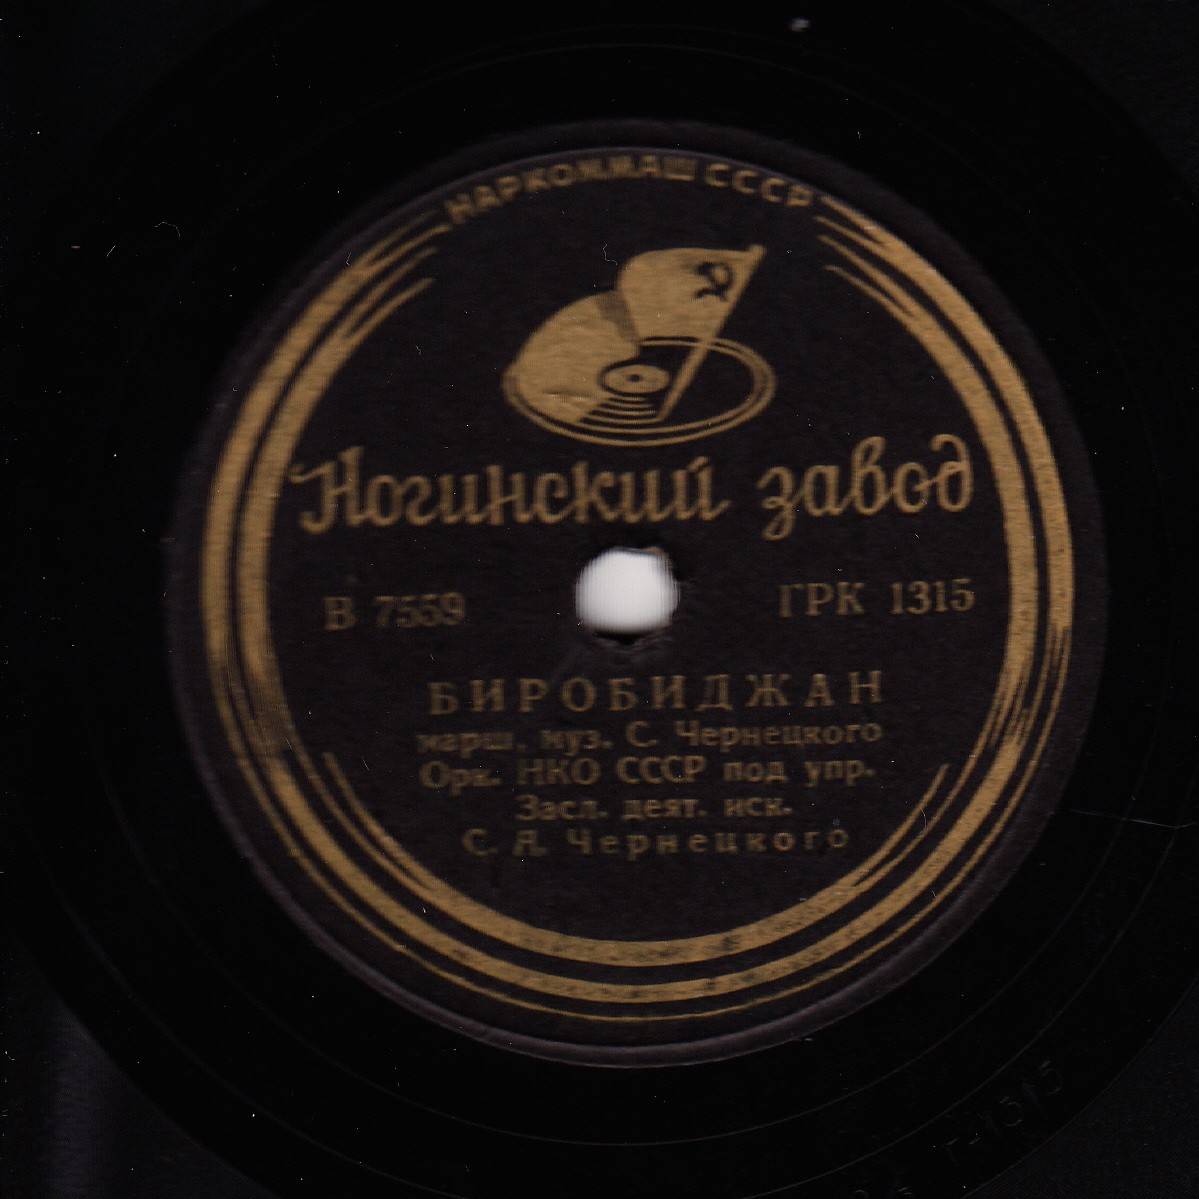 НАРКОММАШ СССР
Ногинский завод
В 7559
ГРК 1315
БИРОБИДЖАН
марш, муз. С. Чернецкого
Орк. НКО СССР под упр.
Засл. деят. иск.
С. А. Чернецкого